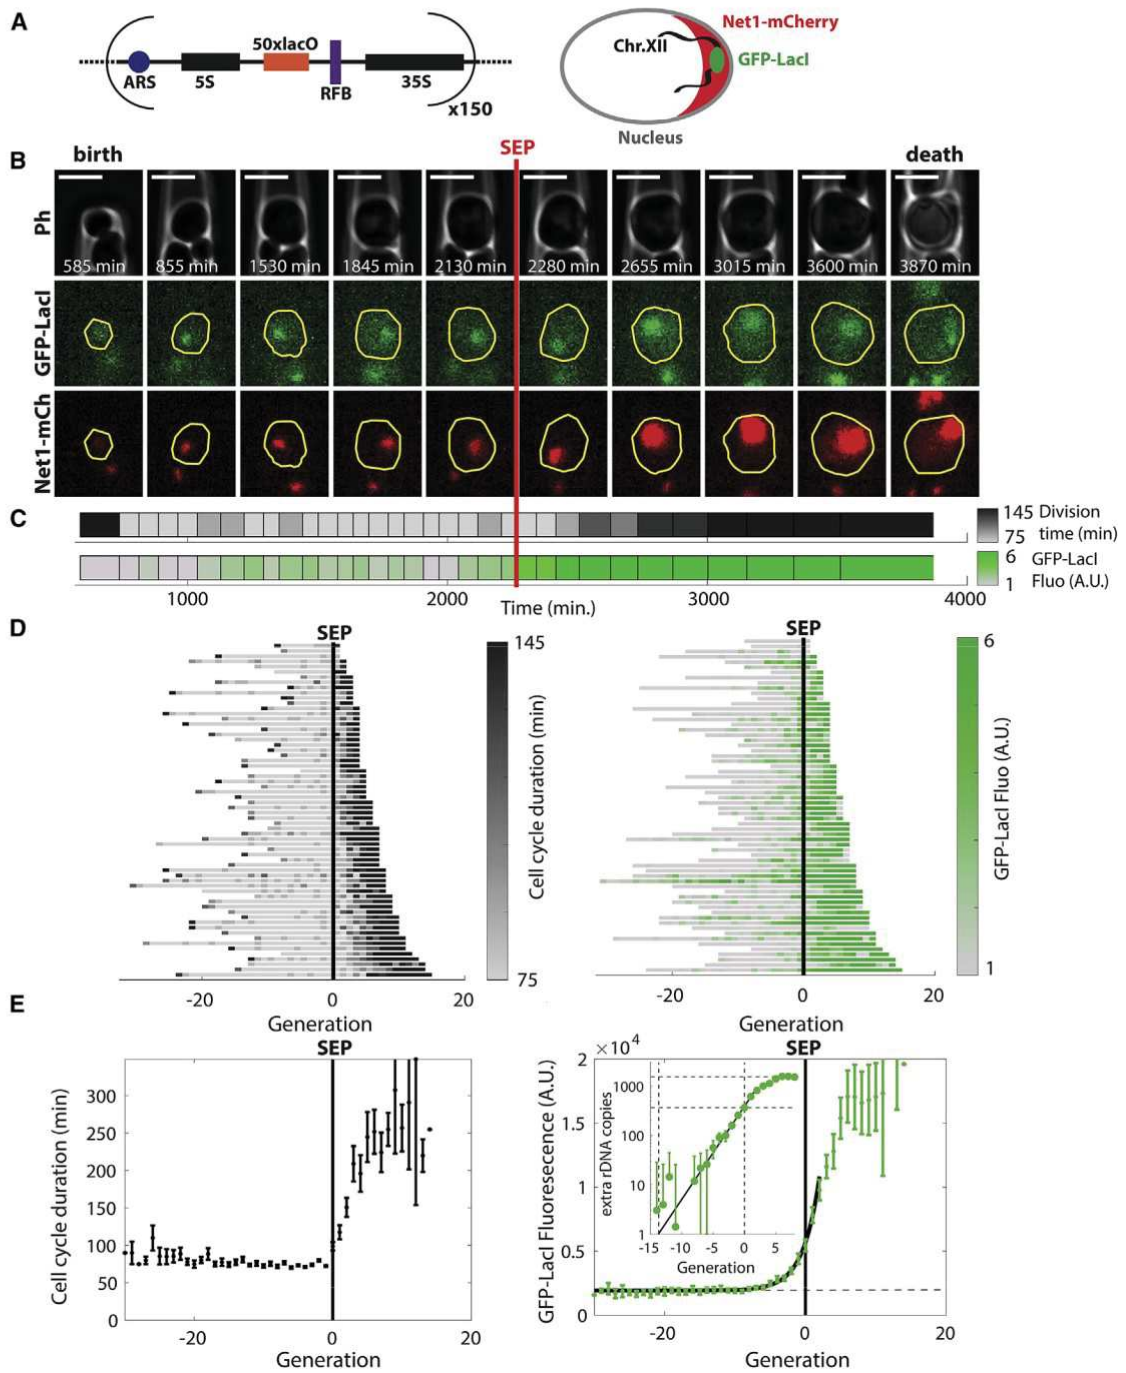 A
50xlacO
ARS
5S
RFB
35S
x150
Chr.XII
Net1-mCherry
GFP-LacI
Nucleus
B
birth
SEP
death
Ph
585 min
855 min
1530 min
1845 min
2130 min
2280 min
2655 min
3015 min
3600 min
3870 min
GFP-LacI
Net1-mCh
C
145 Division
75 time (min)
6 GFP-LacI
1 Fluo (A.U.)
1000
2000
3000
4000
Time (min.)
D
SEP
145
Cell cycle duration (min)
75
-20
0
20
Generation
SEP
6
GFP-LacI Fluo (A.U.)
1
-20
0
20
Generation
E
SEP
Cell cycle duration (min)
300
250
200
150
100
50
0
-20
0
20
Generation
SEP
×10⁴
GFP-LacI Fluoresecence (A.U.)
2
1.5
1
0.5
0
-20
0
20
Generation
extra rDNA copies
1000
100
10
1
-15
-10
-5
0
5
Generation